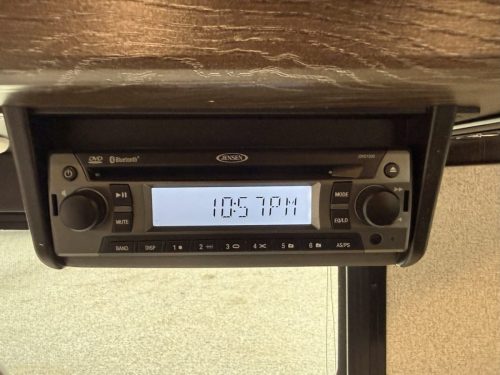 DVD Bluetooth JENSEN
MODE
MUTE 10:57PM EQ/LD
BAND DISP 1 2 3 4 5 6 AS/PS